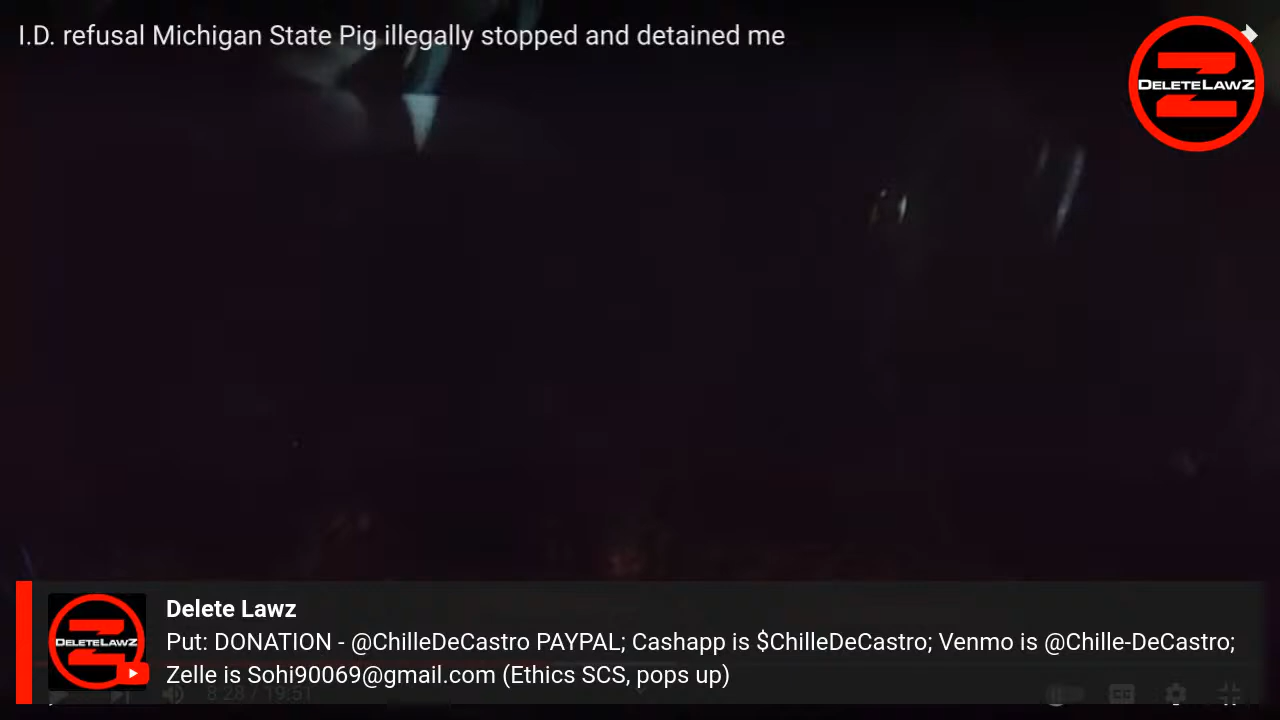 I.D. refusal Michigan State Pig illegally stopped and detained me
DELETELAWZ
Delete Lawz
DELETELAWZ
Put: DONATION - @ChilleDeCastro PAYPAL; Cashapp is $ChilleDeCastro; Venmo is @Chille-DeCastro;
Zelle is Sohi90069@gmail.com (Ethics SCS, pops up)
8:28 / 19:51
CC